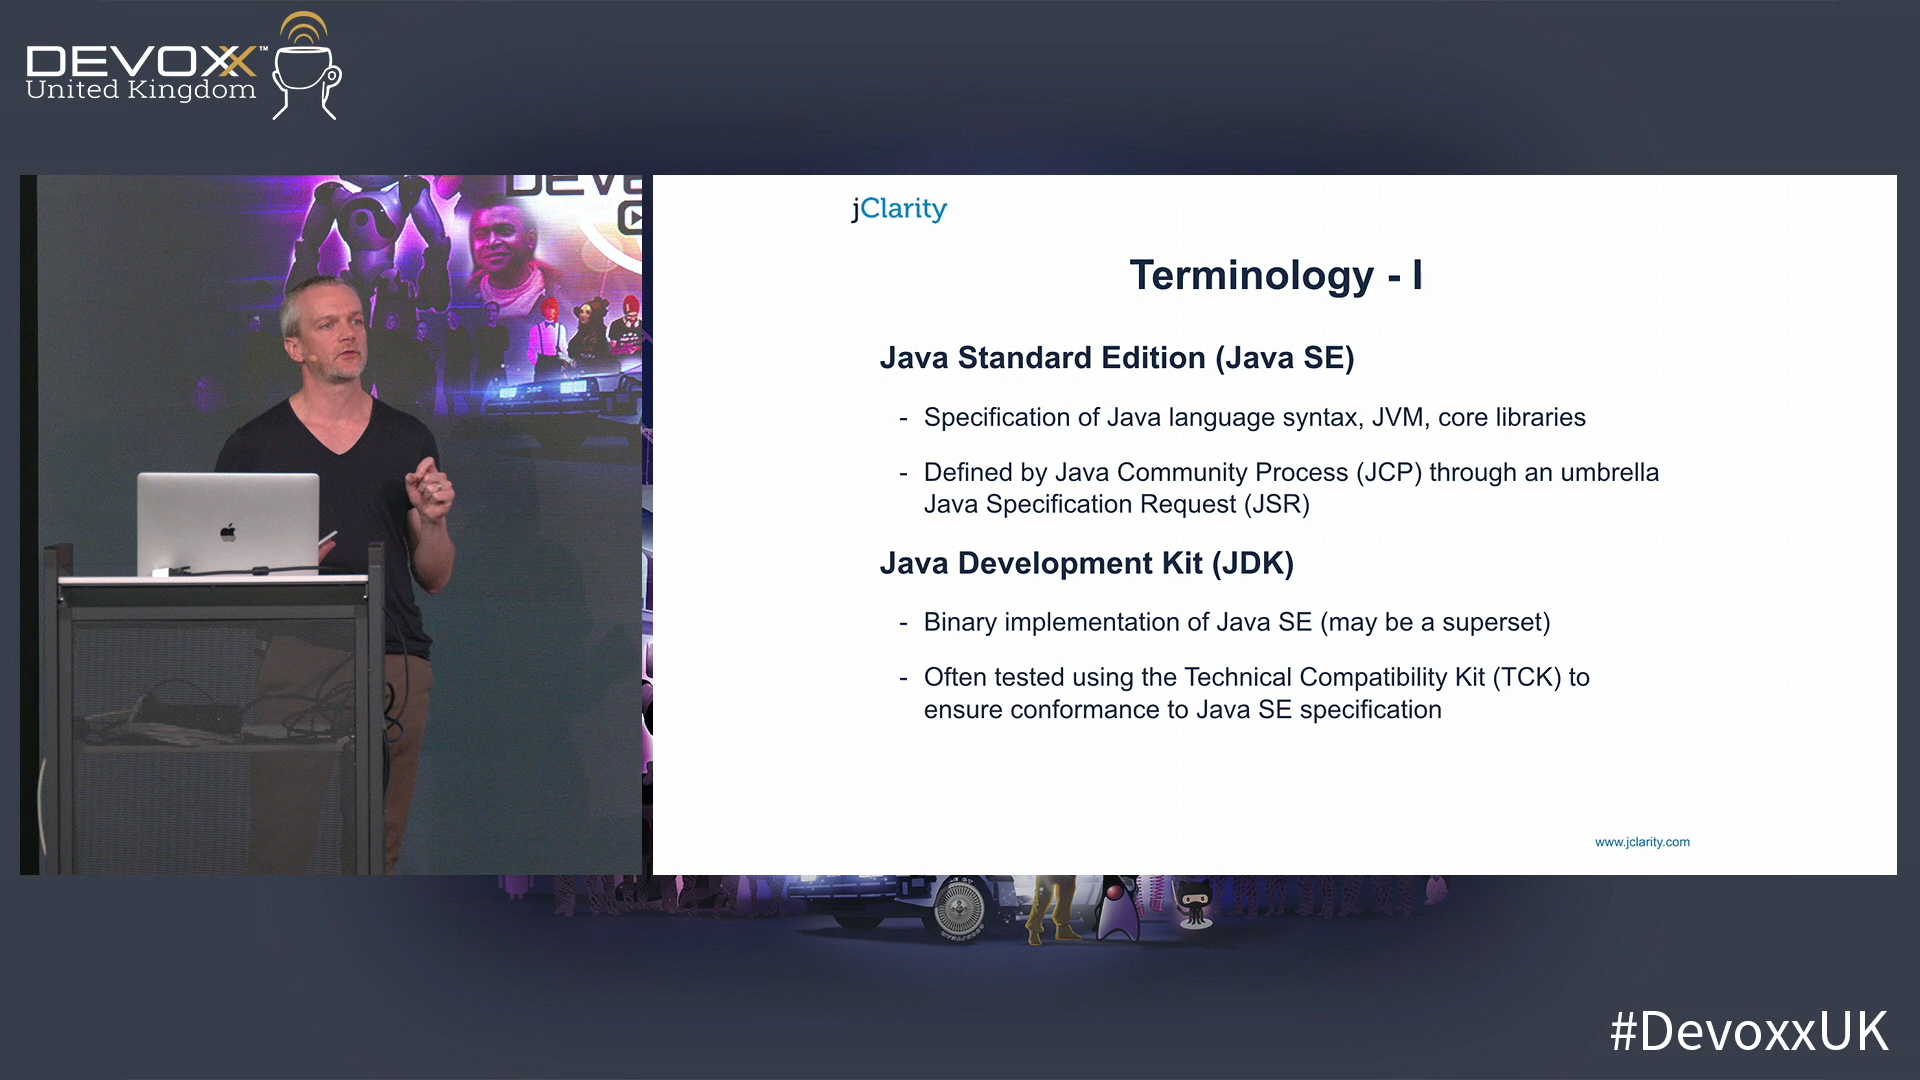 DEVOXX™
United Kingdom
DEVO
jClarity
Terminology - I
Java Standard Edition (Java SE)
- Specification of Java language syntax, JVM, core libraries
- Defined by Java Community Process (JCP) through an umbrella
Java Specification Request (JSR)
Java Development Kit (JDK)
- Binary implementation of Java SE (may be a superset)
- Often tested using the Technical Compatibility Kit (TCK) to
ensure conformance to Java SE specification
www.jclarity.com
#DevoxxUK